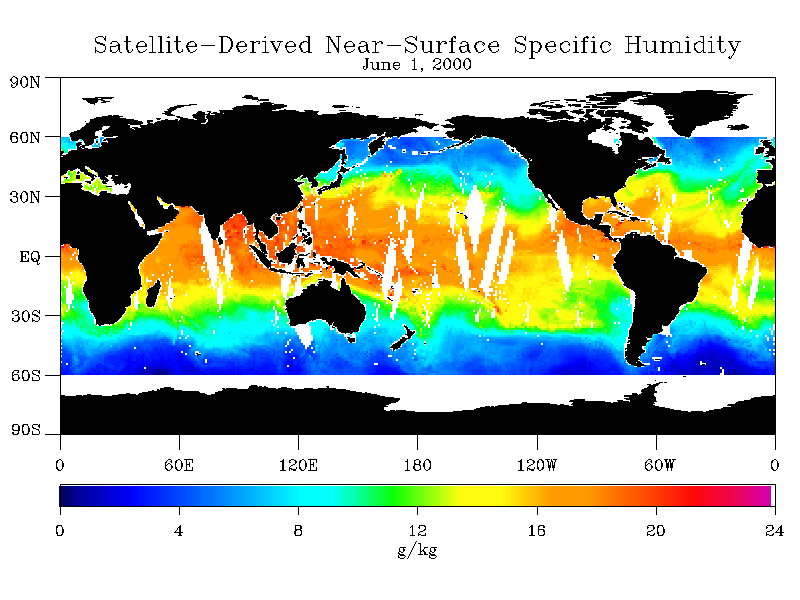 Satellite-Derived Near-Surface Specific Humidity
June 1, 2000
90N
60N
30N
EQ
30S
60S
90S
0 60E 120E 180 120W 60W 0
0 4 8 12 16 20 24
g/kg